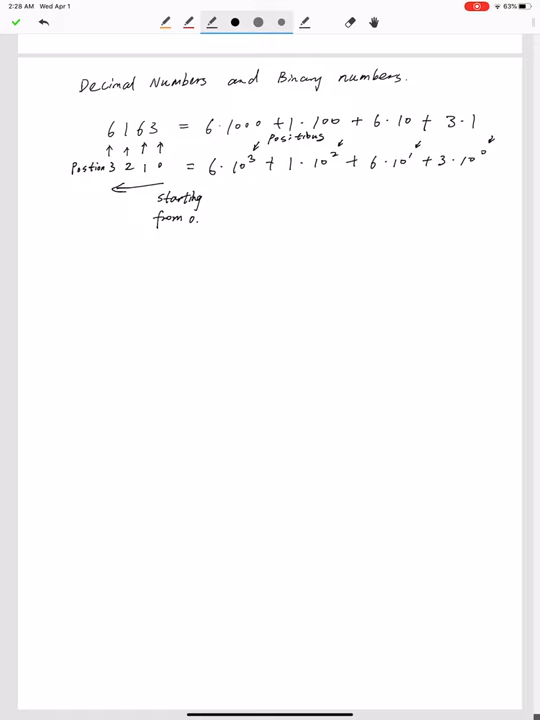 2:28 AM Wed Apr 1
63%
Decimal Numbers and Binary numbers.
6163 = 6·1000 + 1·100 + 6·10 + 3·1
Positions
Postion 3 2 1 0 = 6·10³ + 1·10² + 6·10¹ + 3·10⁰
starting
from 0.